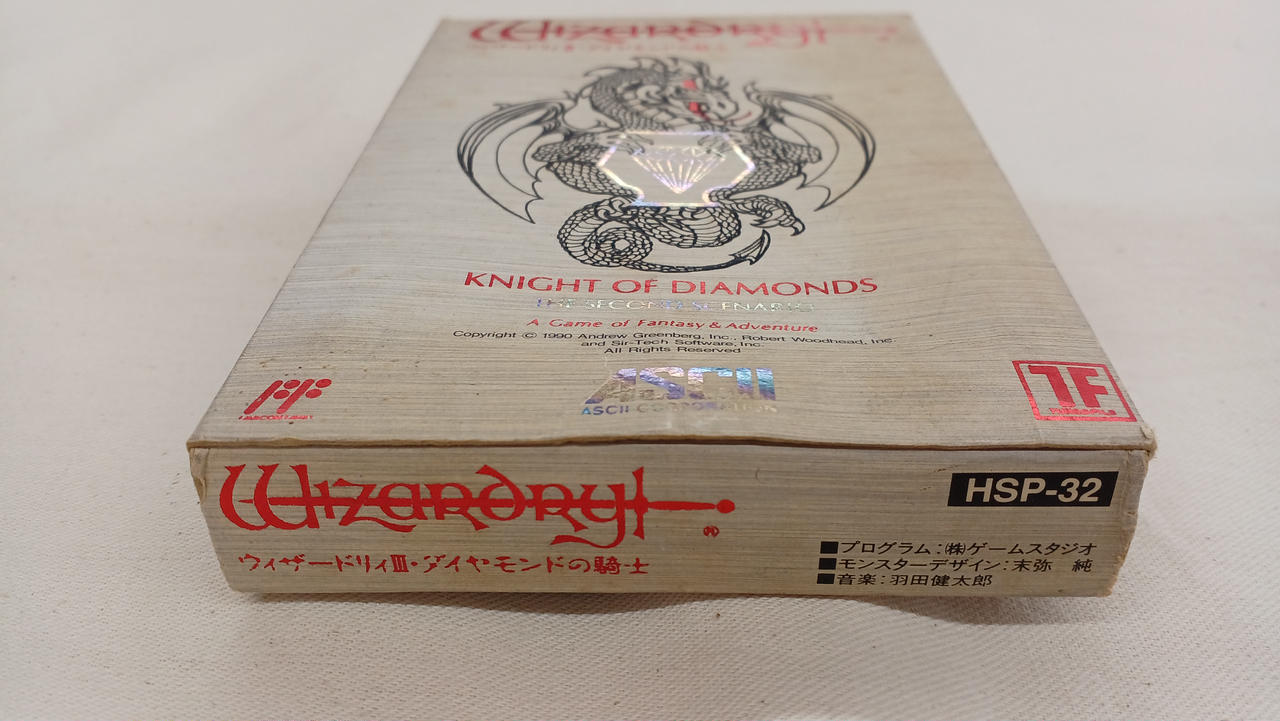 Wizardry
KNIGHT OF DIAMONDS
THE SECOND SCENARIO
A Game of Fantasy & Adventure
Copyright © 1990 Andrew Greenberg, Inc., Robert Woodhead, Inc.
and Sir-Tech Software, Inc.
All Rights Reserved
ASCII
ASCII CORPORATION
TF
Wizardry®
HSP-32
ウィザードリィⅢ・ダイヤモンドの騎士
■プログラム:㈱ゲームスタジオ
■モンスターデザイン:末弥 純
■音楽:羽田健太郎